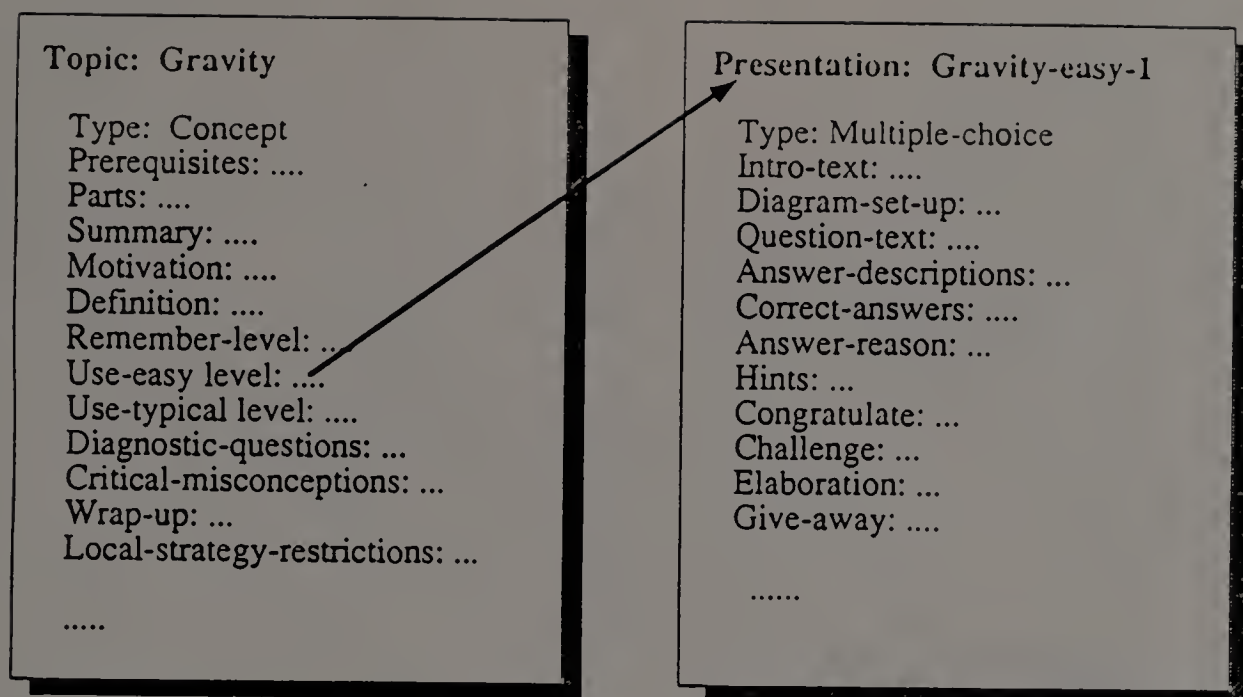 Topic: Gravity
Type: Concept
Prerequisites: ....
Parts: ....
Summary: ....
Motivation: ....
Definition: ....
Remember-level: ....
Use-easy level: ....
Use-typical level: ....
Diagnostic-questions: ...
Critical-misconceptions: ...
Wrap-up: ...
Local-strategy-restrictions: ...
.....
Presentation: Gravity-easy-1
Type: Multiple-choice
Intro-text: ....
Diagram-set-up: ...
Question-text: ....
Answer-descriptions: ...
Correct-answers: ....
Answer-reason: ...
Hints: ...
Congratulate: ...
Challenge: ...
Elaboration: ...
Give-away: ....
......